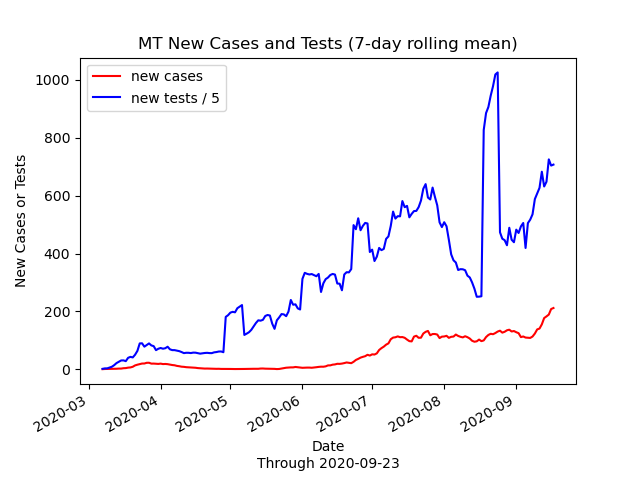 MT New Cases and Tests (7-day rolling mean)
new cases
new tests / 5
New Cases or Tests
1000
800
600
400
200
0
2020-03
2020-04
2020-05
2020-06
2020-07
2020-08
2020-09
Date
Through 2020-09-23